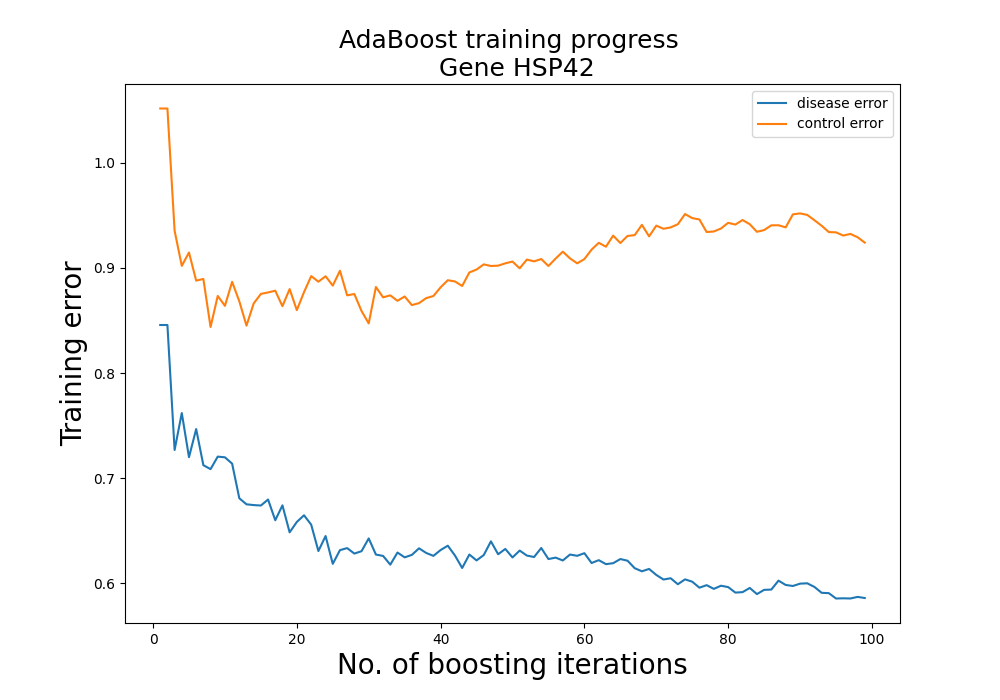 AdaBoost training progress
Gene HSP42
disease error
control error
1.0
0.9
0.8
0.7
0.6
Training error
0
20
40
60
80
100
No. of boosting iterations